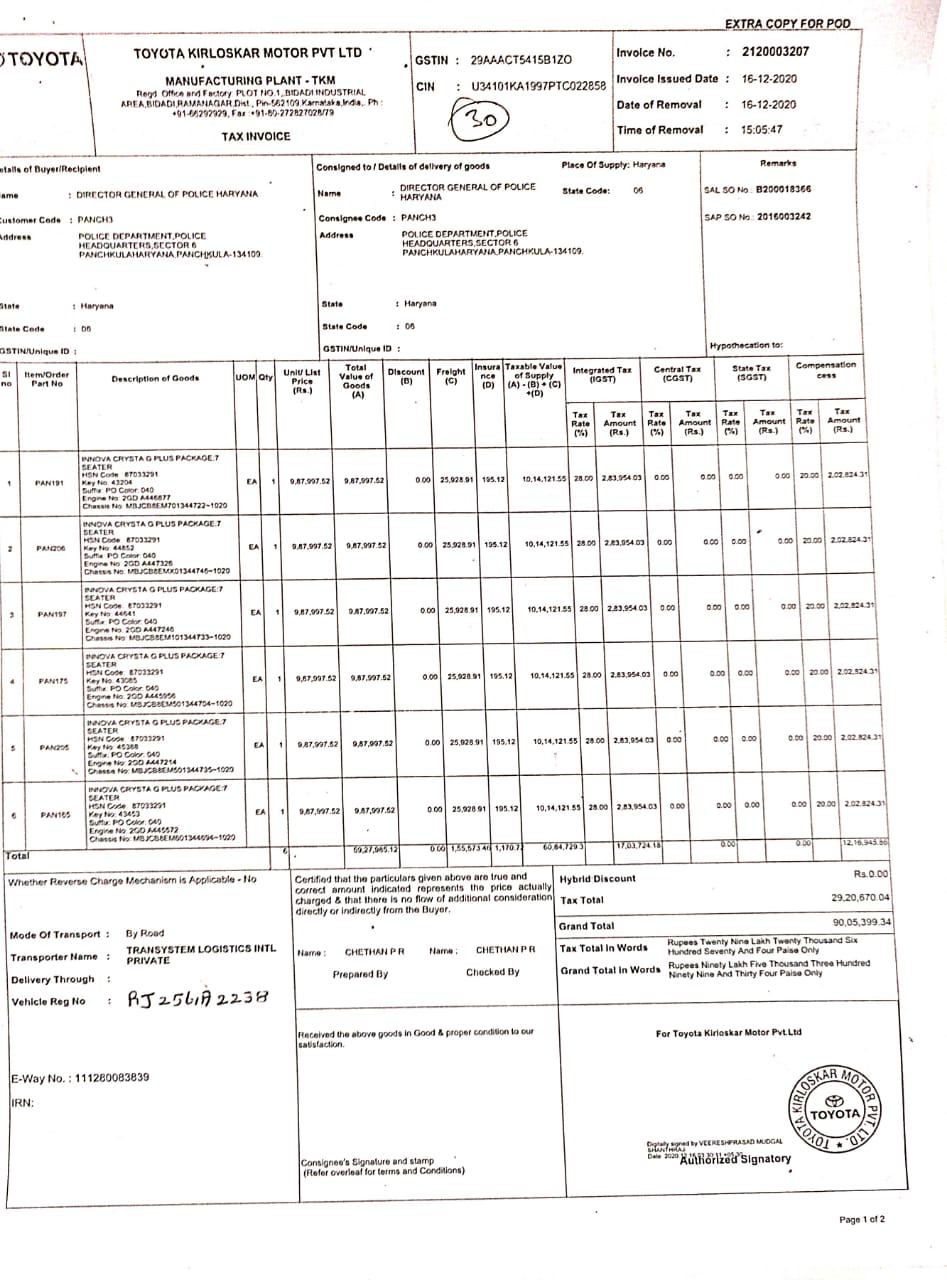 EXTRA COPY FOR POD
TOYOTA
TOYOTA KIRLOSKAR MOTOR PVT LTD
MANUFACTURING PLANT - TKM
Regd. Office and Factory PLOT NO.1, BIDADI INDUSTRIAL
AREA,BIDADI,RAMANAGAR,Dist., Pin-562109,Karnataka,India,. Ph :
+91-66292929, Fax :+91-80-272827028/79
TAX INVOICE
GSTIN : 29AAACT5415B1ZO
CIN : U34101KA1997PTC022858
30
Invoice No. : 2120003207
Invoice Issued Date : 16-12-2020
Date of Removal : 16-12-2020
Time of Removal : 15:05:47
etails of Buyer/Recipient
ame : DIRECTOR GENERAL OF POLICE HARYANA
ustomer Code : PANCH3
Address POLICE DEPARTMENT,POLICE
HEADQUARTERS,SECTOR 6
PANCHKULAHARYANA,PANCHKULA-134109.
State : Haryana
State Code : 06
GSTIN/Unique ID :
Consigned to / Details of delivery of goods
Place Of Supply: Haryana
Name : DIRECTOR GENERAL OF POLICE
HARYANA
State Code: 06
Consignee Code : PANCH3
Address POLICE DEPARTMENT,POLICE
HEADQUARTERS,SECTOR 6
PANCHKULAHARYANA,PANCHKULA-134109.
State : Haryana
State Code : 06
GSTIN/Unique ID :
Remarks
SAL SO No.: B200018366
SAP SO No.: 2016003242
Hypothecation to:
Sl no Item/Order Part No Description of Goods UOM Qty Unit/ List Price (Rs.) Total Value of Goods (A) Discount (B) Freight (C) Insura nce (D) Taxable Value of Supply (A) - (B) + (C) +(D) Integrated Tax (IGST) Central Tax (CGST) State Tax (SGST) Compensation cess
Tax Rate (%) Tax Amount (Rs.) Tax Rate (%) Tax Amount (Rs.) Tax Rate (%) Tax Amount (Rs.) Tax Rate (%) Tax Amount (Rs.)
INNOVA CRYSTA G PLUS PACKAGE:7
SEATER
HSN Code: 87033291
1 PAN191 Key No: 43204 EA 1 9,87,997.52 9,87,997.52 0.00 25,928.91 195.12 10,14,121.55 28.00 2,83,954.03 0.00 0.00 0.00 0.00 20.00 2,02,824.31
Suffix: PO Color: 040
Engine No: 2GD A446677
Chassis No: MBJCB8EM701344722-1020
INNOVA CRYSTA G PLUS PACKAGE:7
SEATER
HSN Code: 87033291
2 PAN206 Key No: 44852 EA 1 9,87,997.52 9,87,997.52 0.00 25,928.91 195.12 10,14,121.55 28.00 2,83,954.03 0.00 0.00 0.00 0.00 20.00 2,02,824.31
Suffix: PO Color: 040
Engine No: 2GD A447326
Chassis No: MBJCB8EMX01344746-1020
INNOVA CRYSTA G PLUS PACKAGE:7
SEATER
HSN Code: 87033291
3 PAN197 Key No: 44641 EA 1 9,87,997.52 9,87,997.52 0.00 25,928.91 195.12 10,14,121.55 28.00 2,83,954.03 0.00 0.00 0.00 0.00 20.00 2,02,824.31
Suffix: PO Color: 040
Engine No: 2GD A447246
Chassis No: MBJCB8EM101344733-1020
INNOVA CRYSTA G PLUS PACKAGE:7
SEATER
HSN Code: 87033291
4 PAN175 Key No: 43085 EA 1 9,87,997.52 9,87,997.52 0.00 25,928.91 195.12 10,14,121.55 28.00 2,83,954.03 0.00 0.00 0.00 0.00 20.00 2,02,824.31
Suffix: PO Color: 040
Engine No: 2GD A445956
Chassis No: MBJCB8EM501344704-1020
INNOVA CRYSTA G PLUS PACKAGE:7
SEATER
HSN Code: 87033291
5 PAN205 Key No: 45388 EA 1 9,87,997.52 9,87,997.52 0.00 25,928.91 195.12 10,14,121.55 28.00 2,83,954.03 0.00 0.00 0.00 0.00 20.00 2,02,824.31
Suffix: PO Color: 040
Engine No: 2GD A447214
Chassis No: MBJCB8EM501344735-1020
INNOVA CRYSTA G PLUS PACKAGE:7
SEATER
HSN Code: 87033291
6 PAN165 Key No: 43453 EA 1 9,87,997.52 9,87,997.52 0.00 25,928.91 195.12 10,14,121.55 28.00 2,83,954.03 0.00 0.00 0.00 0.00 20.00 2,02,824.31
Suffix: PO Color: 040
Engine No: 2GD A445572
Chassis No: MBJCB8EM601344694-1020
Total 6 59,27,985.12 0.00 1,55,573.46 1,170.72 60,84,729.3 17,03,724.18 0.00 0.00 12,16,945.86
Whether Reverse Charge Mechanism is Applicable - No
Mode Of Transport : By Road
Transporter Name : TRANSYSTEM LOGISTICS INTL
PRIVATE
Delivery Through :
Vehicle Reg No :
E-Way No. : 111280083839
IRN:
Certified that the particulars given above are true and
correct amount indicated represents the price actually
charged & that there is no flow of additional consideration
directly or indirectly from the Buyer.
Name : CHETHAN P R Name : CHETHAN P R
Prepared By Checked By
Received the above goods in Good & proper condition to our
satisfaction.
Consignee's Signature and stamp
(Refer overleaf for terms and Conditions)
Hybrid Discount Rs.0.00
Tax Total 29,20,670.04
Grand Total 90,05,399.34
Tax Total in Words Rupees Twenty Nine Lakh Twenty Thousand Six
Hundred Seventy And Four Paise Only
Grand Total in Words Rupees Ninety Lakh Five Thousand Three Hundred
Ninety Nine And Thirty Four Paise Only
For Toyota Kirloskar Motor Pvt.Ltd
TOYOTA KIRLOSKAR MOTOR PVT. LTD.
TOYOTA
Digitally signed by VEERESHPRASAD MUDGAL
SHANTHRAJ
Authorized Signatory
Page 1 of 2